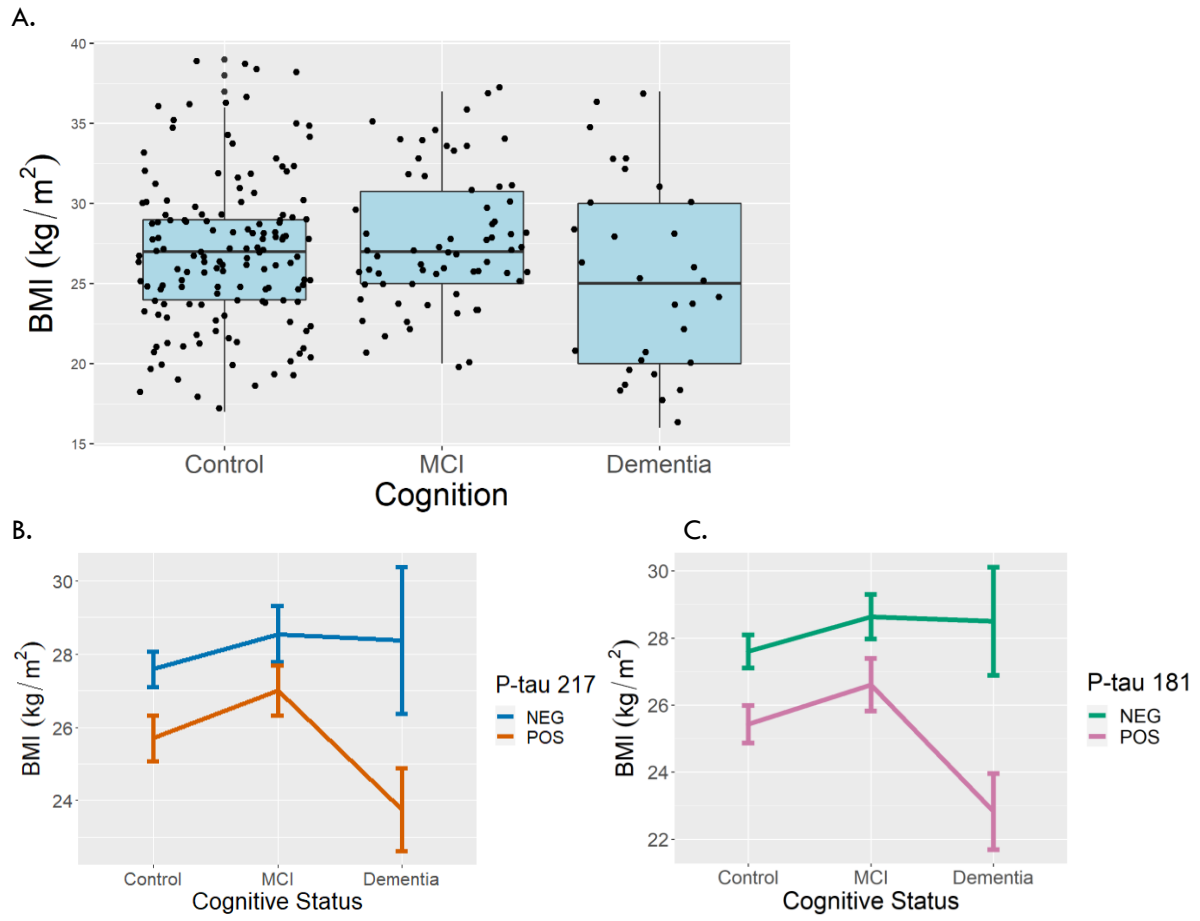 A.
40
35
30
25
20
15
BMI (kg/m²)
Control MCI Dementia
Cognition
B.
30
28
26
24
BMI (kg/m²)
Control MCI Dementia
Cognitive Status
P-tau 217
NEG
POS
C.
30
28
26
24
22
BMI (kg/m²)
Control MCI Dementia
Cognitive Status
P-tau 181
NEG
POS